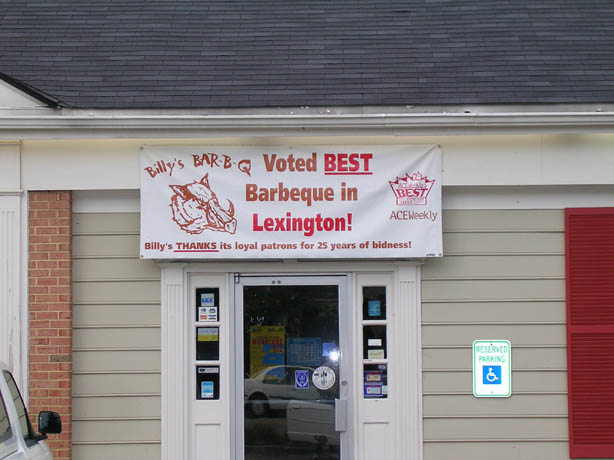 Billy's BAR-B-Q Voted BEST
Barbeque in
Lexington!
Billy's THANKS its loyal patrons for 25 years of bidness!
BEST
ACEWeekly
RESERVED
PARKING